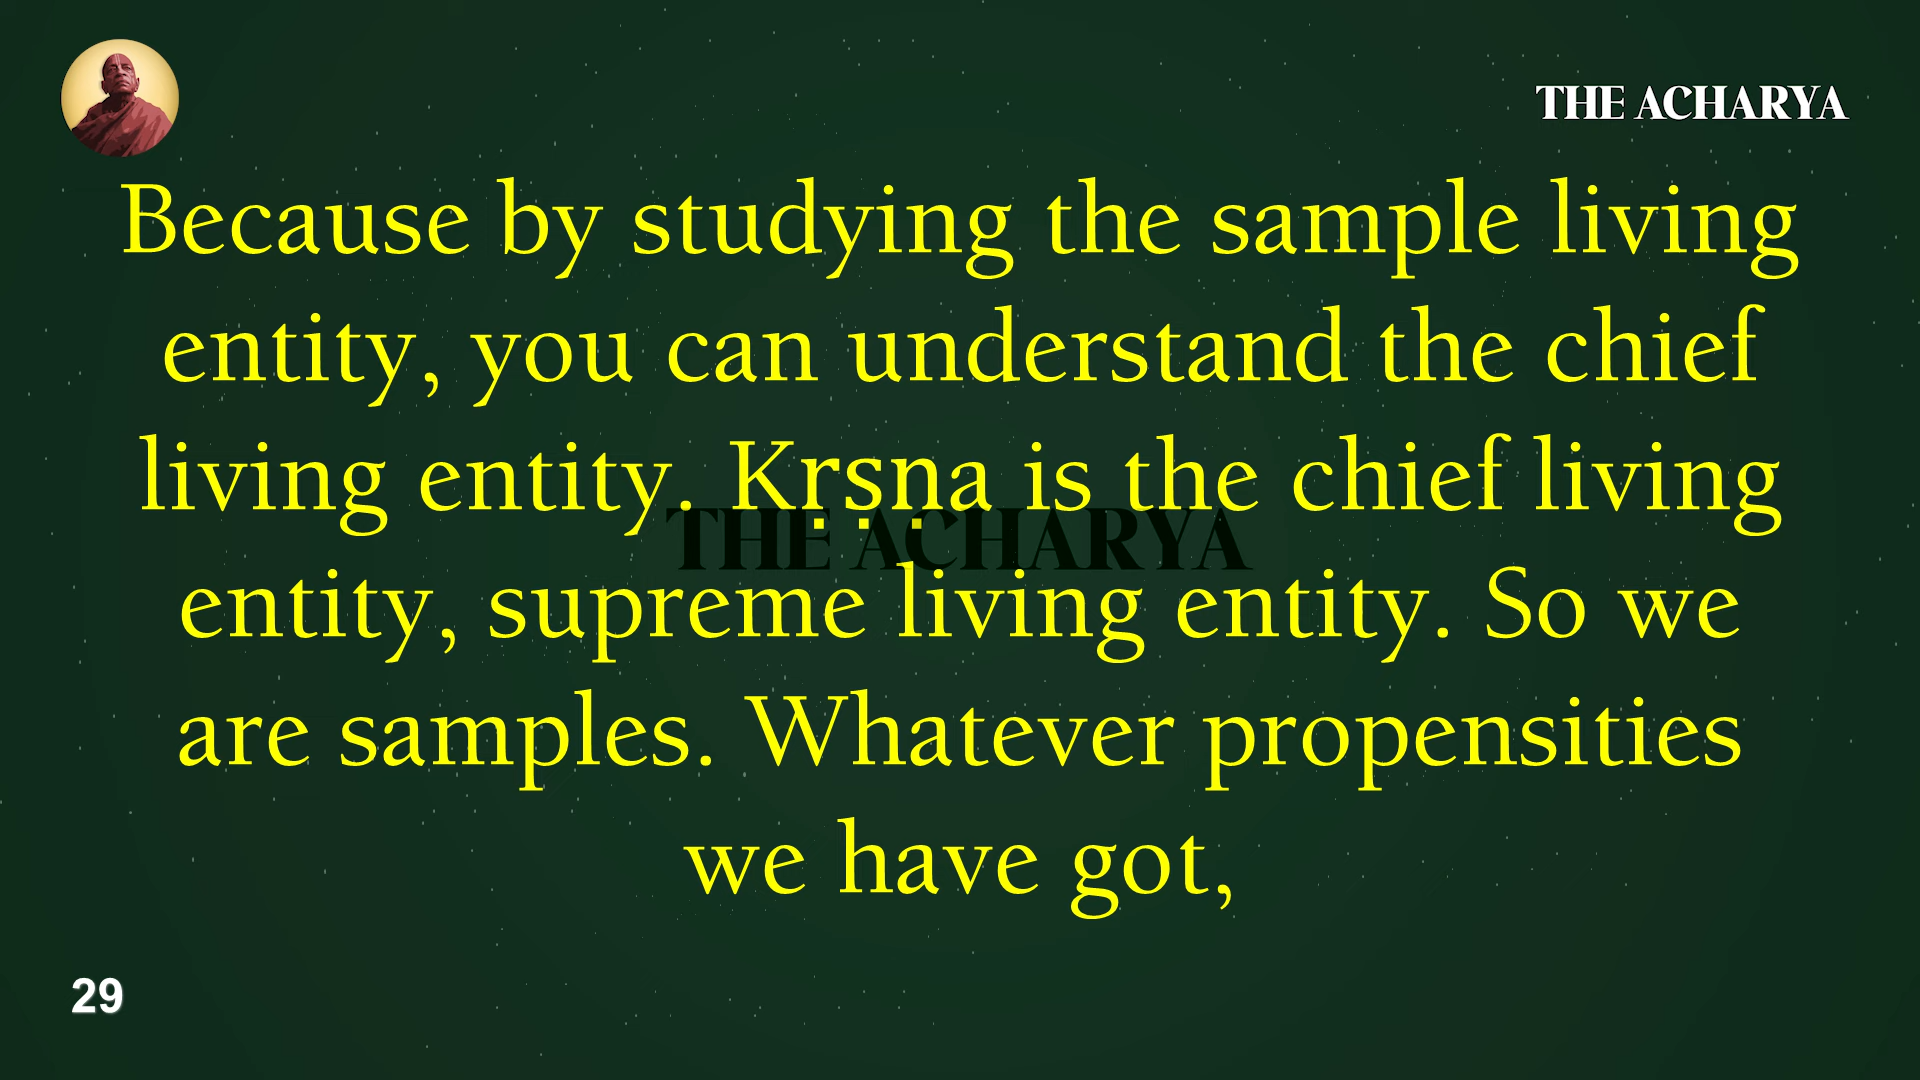 THE ACHARYA
Because by studying the sample living
entity, you can understand the chief
living entity. Kṛṣṇa is the chief living
THE ACHARYA
entity, supreme living entity. So we
are samples. Whatever propensities
we have got,
29